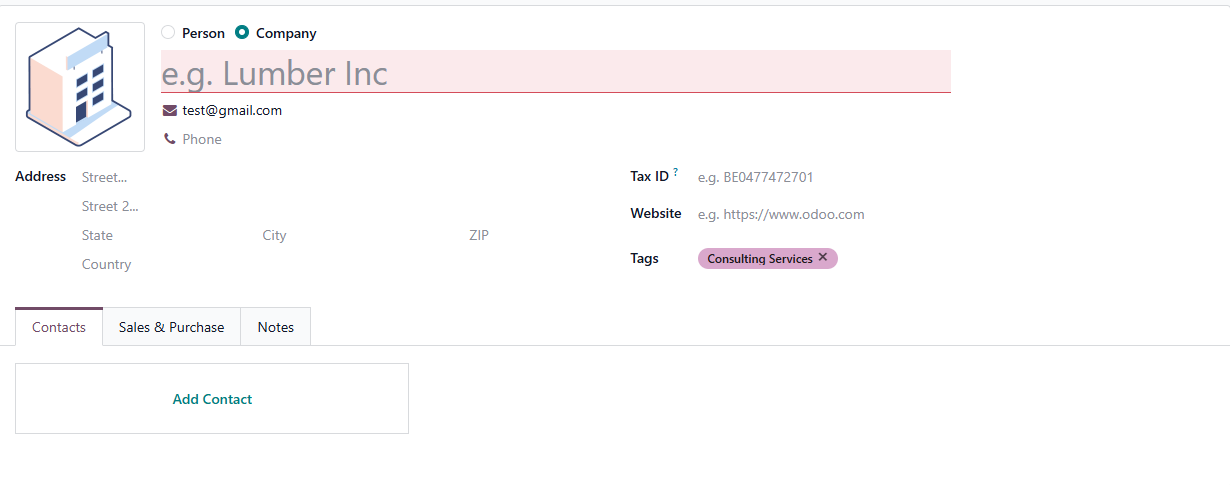 Person Company
e.g. Lumber Inc
test@gmail.com
Phone
Address Street...
Street 2...
State City ZIP
Country
Tax ID ? e.g. BE0477472701
Website e.g. https://www.odoo.com
Tags Consulting Services ✕
Contacts Sales & Purchase Notes
Add Contact